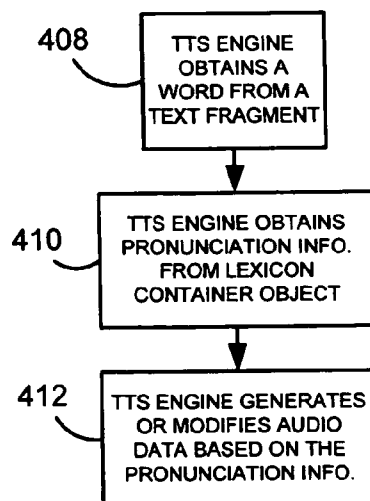 408
TTS ENGINE
OBTAINS A
WORD FROM A
TEXT FRAGMENT
410
TTS ENGINE OBTAINS
PRONUNCIATION INFO.
FROM LEXICON
CONTAINER OBJECT
412
TTS ENGINE GENERATES
OR MODIFIES AUDIO
DATA BASED ON THE
PRONUNCIATION INFO.